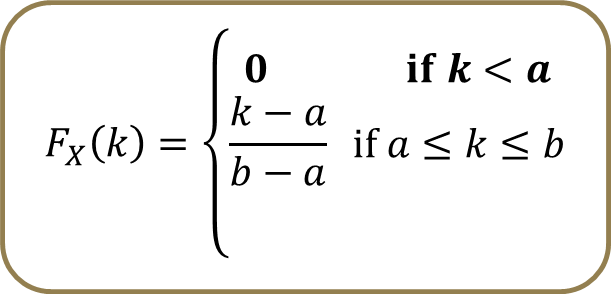 0 if k < a
F_X(k) = { (k − a)/(b − a) if a ≤ k ≤ b